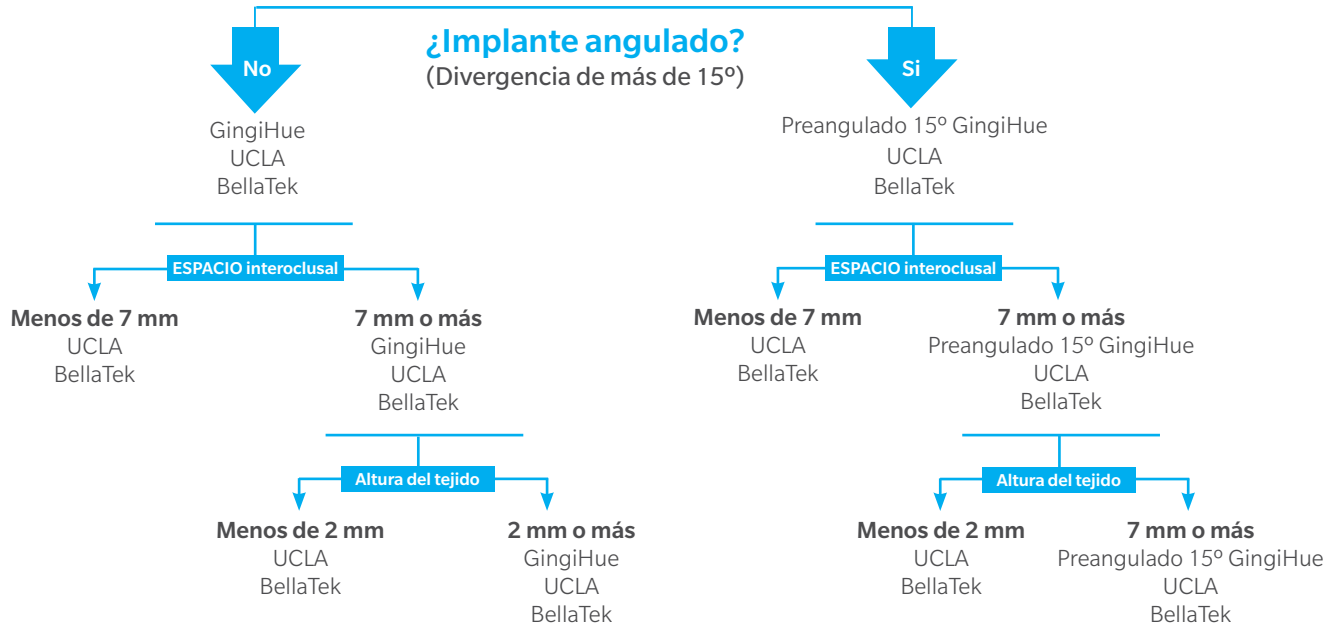 ¿Implante angulado?
(Divergencia de más de 15º)
No
Si
GingiHue
UCLA
BellaTek
Preangulado 15º GingiHue
UCLA
BellaTek
ESPACIO interoclusal
ESPACIO interoclusal
Menos de 7 mm
UCLA
BellaTek
7 mm o más
GingiHue
UCLA
BellaTek
Menos de 7 mm
UCLA
BellaTek
7 mm o más
Preangulado 15º GingiHue
UCLA
BellaTek
Altura del tejido
Altura del tejido
Menos de 2 mm
UCLA
BellaTek
2 mm o más
GingiHue
UCLA
BellaTek
Menos de 2 mm
UCLA
BellaTek
7 mm o más
Preangulado 15º GingiHue
UCLA
BellaTek